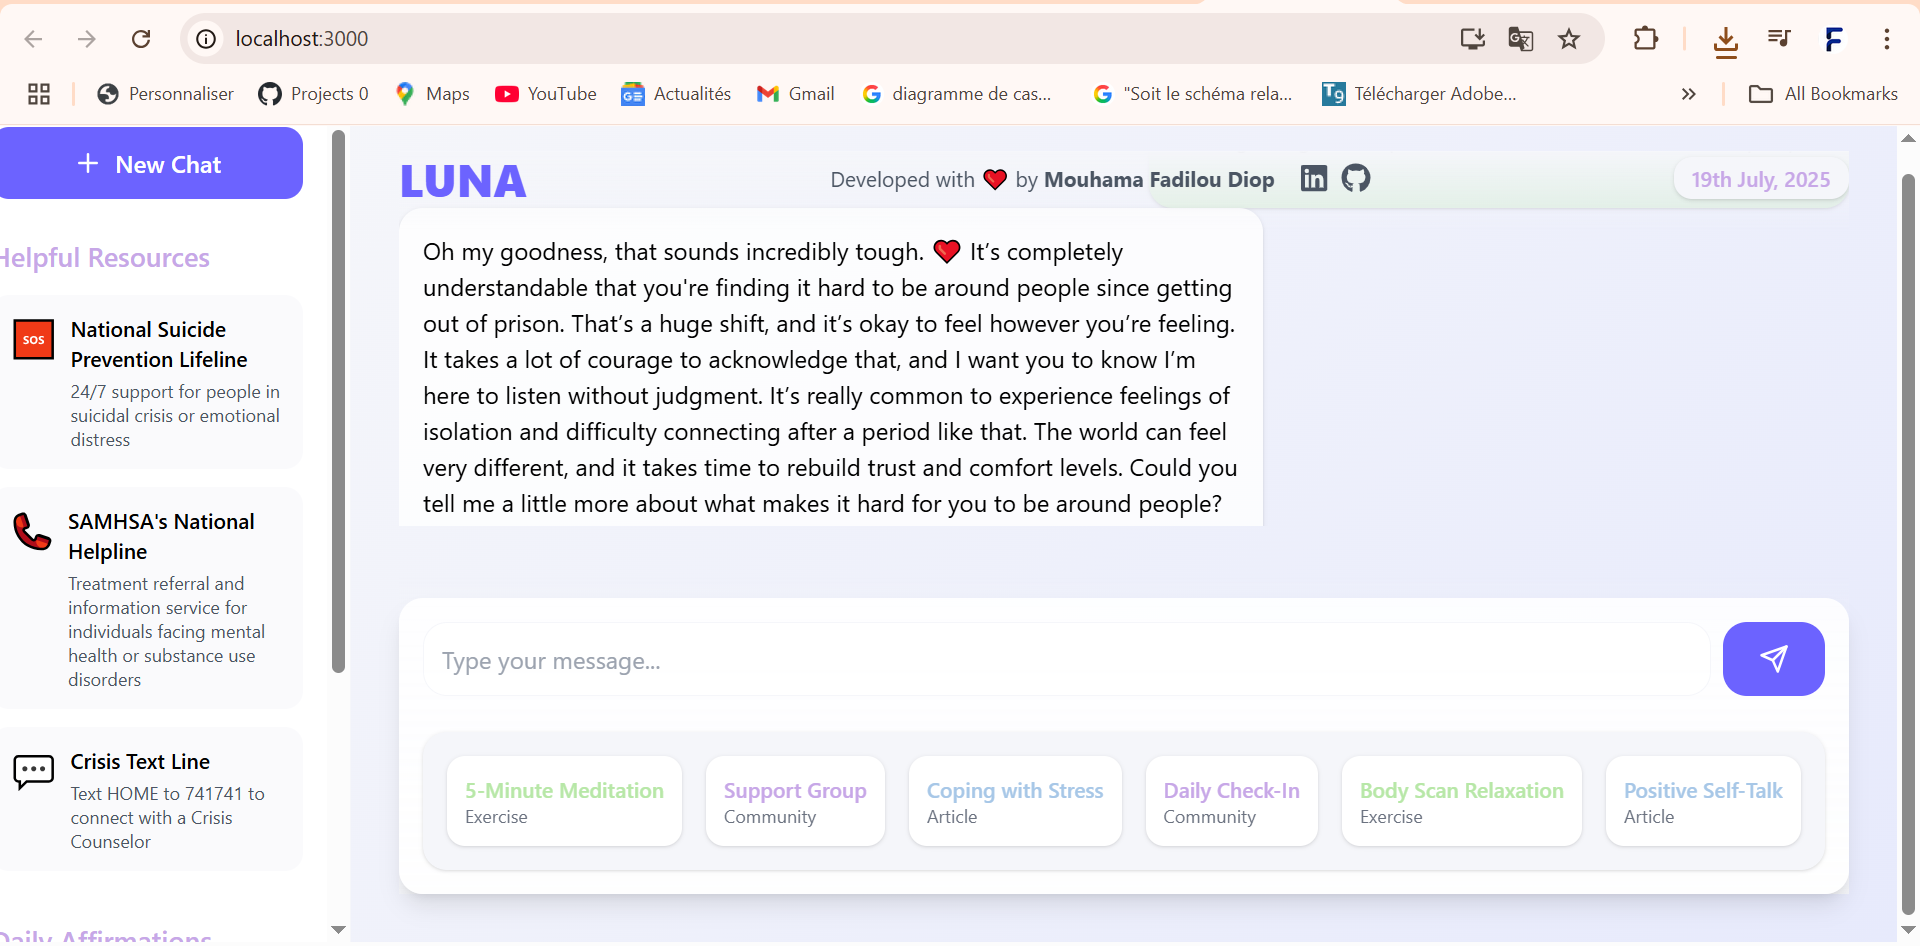 localhost:3000
Personnaliser
Projects 0
Maps
YouTube
Actualités
Gmail
diagramme de cas...
"Soit le schéma rela...
Télécharger Adobe...
All Bookmarks
+ New Chat
Helpful Resources
SOS
National Suicide
Prevention Lifeline
24/7 support for people in
suicidal crisis or emotional
distress
SAMHSA's National
Helpline
Treatment referral and
information service for
individuals facing mental
health or substance use
disorders
Crisis Text Line
Text HOME to 741741 to
connect with a Crisis
Counselor
Daily Affirmations
LUNA
Developed with ❤ by Mouhama Fadilou Diop
19th July, 2025
Oh my goodness, that sounds incredibly tough. ❤ It’s completely
understandable that you're finding it hard to be around people since getting
out of prison. That’s a huge shift, and it’s okay to feel however you’re feeling.
It takes a lot of courage to acknowledge that, and I want you to know I’m
here to listen without judgment. It’s really common to experience feelings of
isolation and difficulty connecting after a period like that. The world can feel
very different, and it takes time to rebuild trust and comfort levels. Could you
tell me a little more about what makes it hard for you to be around people?
Type your message...
5-Minute Meditation
Exercise
Support Group
Community
Coping with Stress
Article
Daily Check-In
Community
Body Scan Relaxation
Exercise
Positive Self-Talk
Article